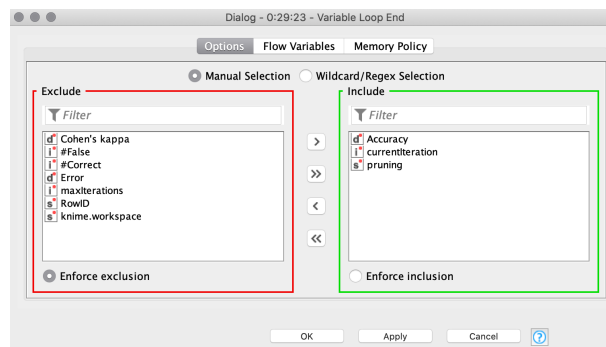 Dialog - 0:29:23 - Variable Loop End
Options Flow Variables Memory Policy
Manual Selection Wildcard/Regex Selection
Exclude
Filter
d Cohen's kappa
i #False
i #Correct
d Error
i maxIterations
s RowID
s knime.workspace
Enforce exclusion
>
>>
<
<<
Include
Filter
d Accuracy
i currentIteration
s pruning
Enforce inclusion
OK Apply Cancel ?